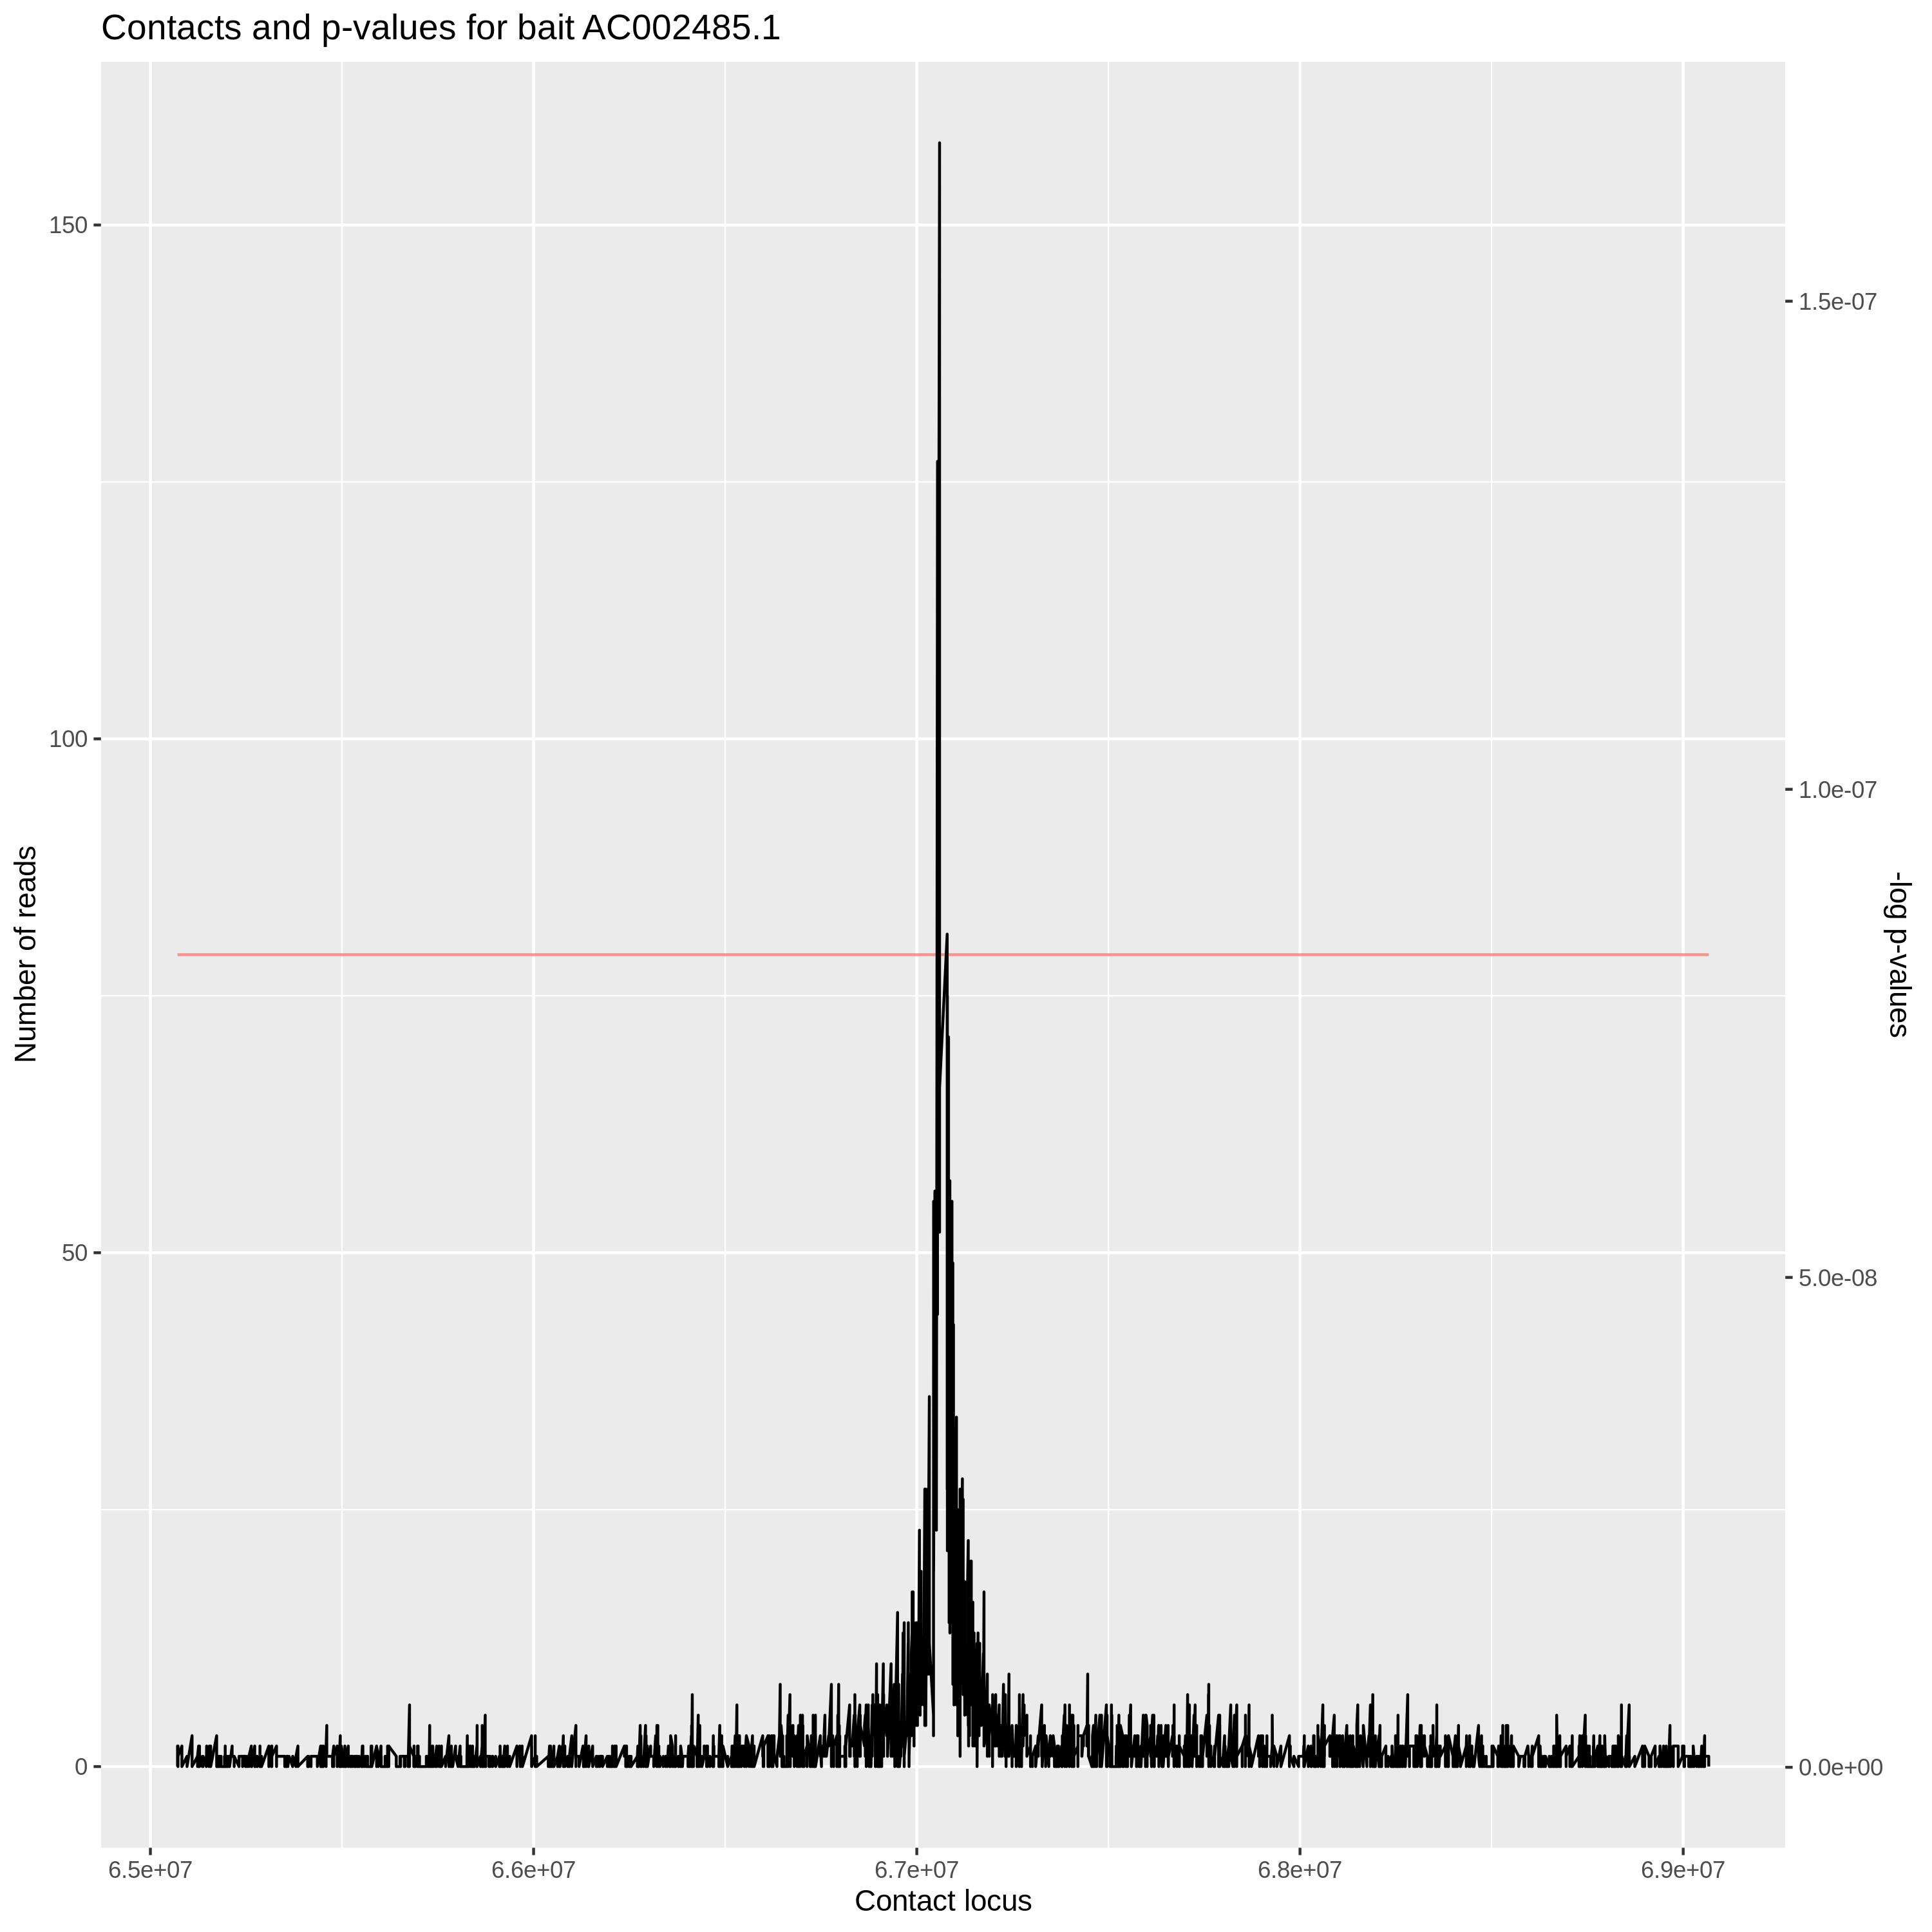 Contacts and p-values for bait AC002485.1
150
100
50
0
Number of reads
1.5e-07
1.0e-07
5.0e-08
0.0e+00
-log p-values
6.5e+07
6.6e+07
6.7e+07
6.8e+07
6.9e+07
Contact locus